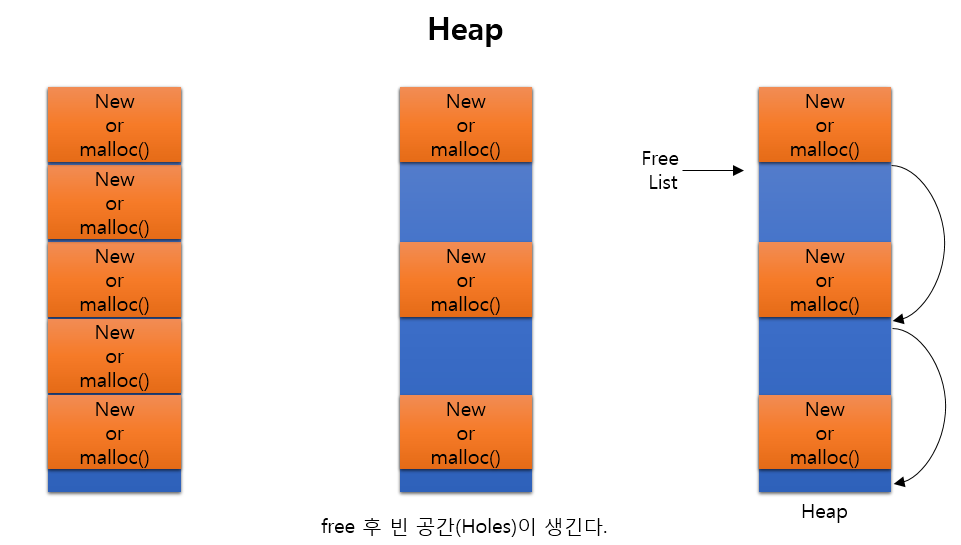 Heap
New
or
malloc()
New
or
malloc()
New
or
malloc()
New
or
malloc()
New
or
malloc()
New
or
malloc()
New
or
malloc()
New
or
malloc()
Free
List
New
or
malloc()
New
or
malloc()
New
or
malloc()
Heap
free 후 빈 공간(Holes)이 생긴다.